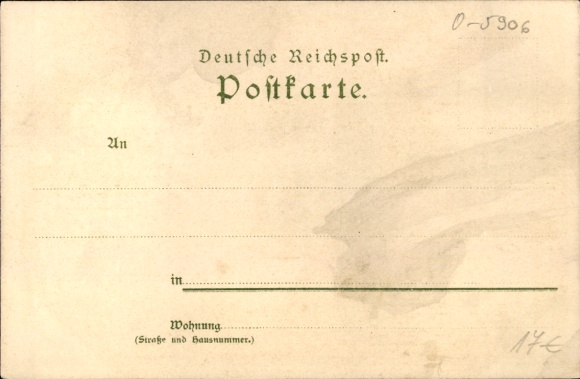 0-5906
Deutsche Reichspost.
Postkarte.
An
in
Wohnung
(Straße und Hausnummer.)
17€